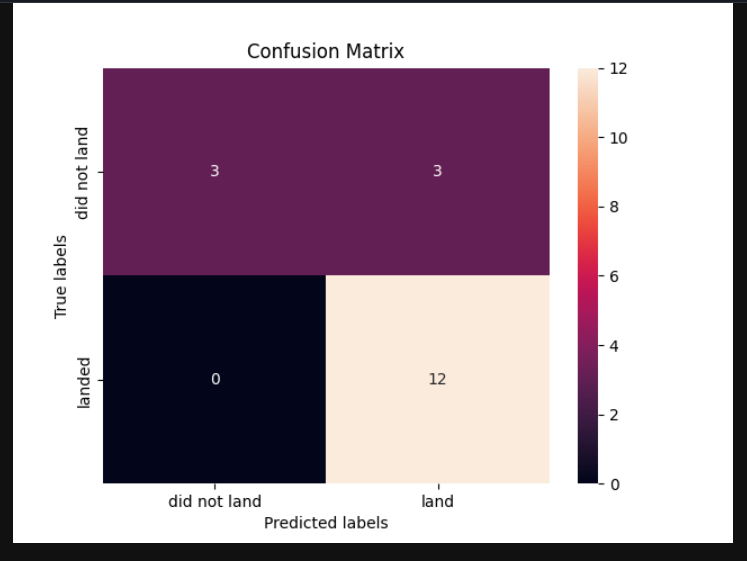 Confusion Matrix
True labels
did not land
landed
3
3
0
12
did not land
land
Predicted labels
12
10
8
6
4
2
0